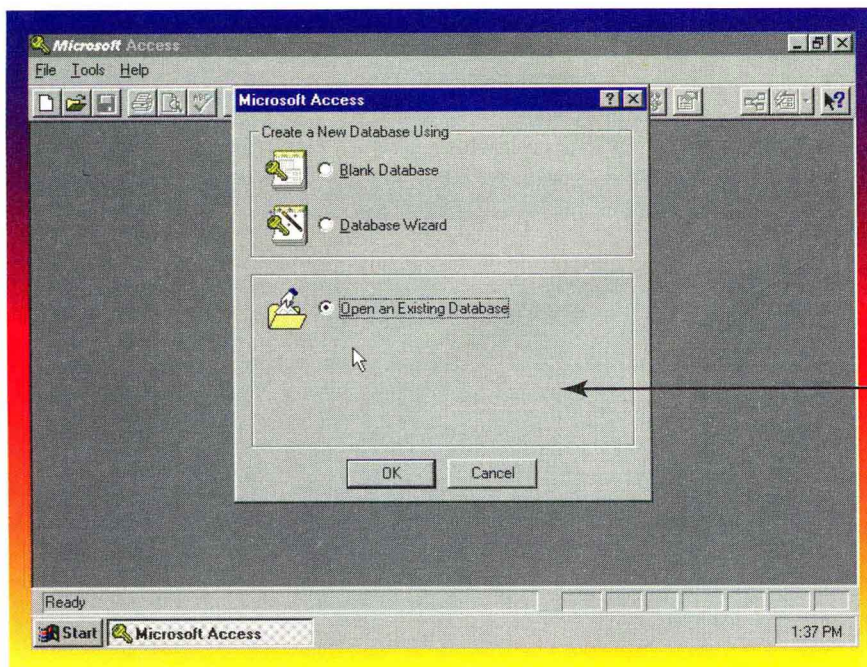 Microsoft Access
File Tools Help
Microsoft Access
Create a New Database Using
Blank Database
Database Wizard
Open an Existing Database
OK Cancel
Ready
Start Microsoft Access 1:37 PM